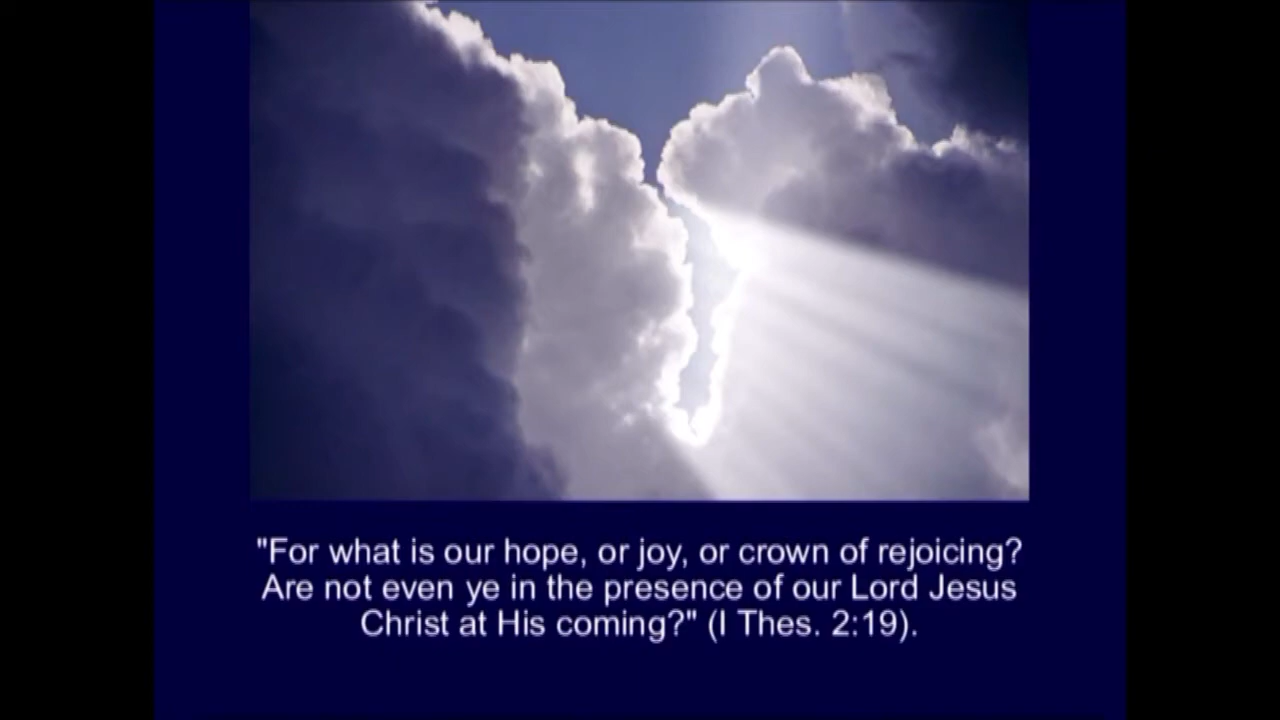 "For what is our hope, or joy, or crown of rejoicing?
Are not even ye in the presence of our Lord Jesus
Christ at His coming?" (I Thes. 2:19).